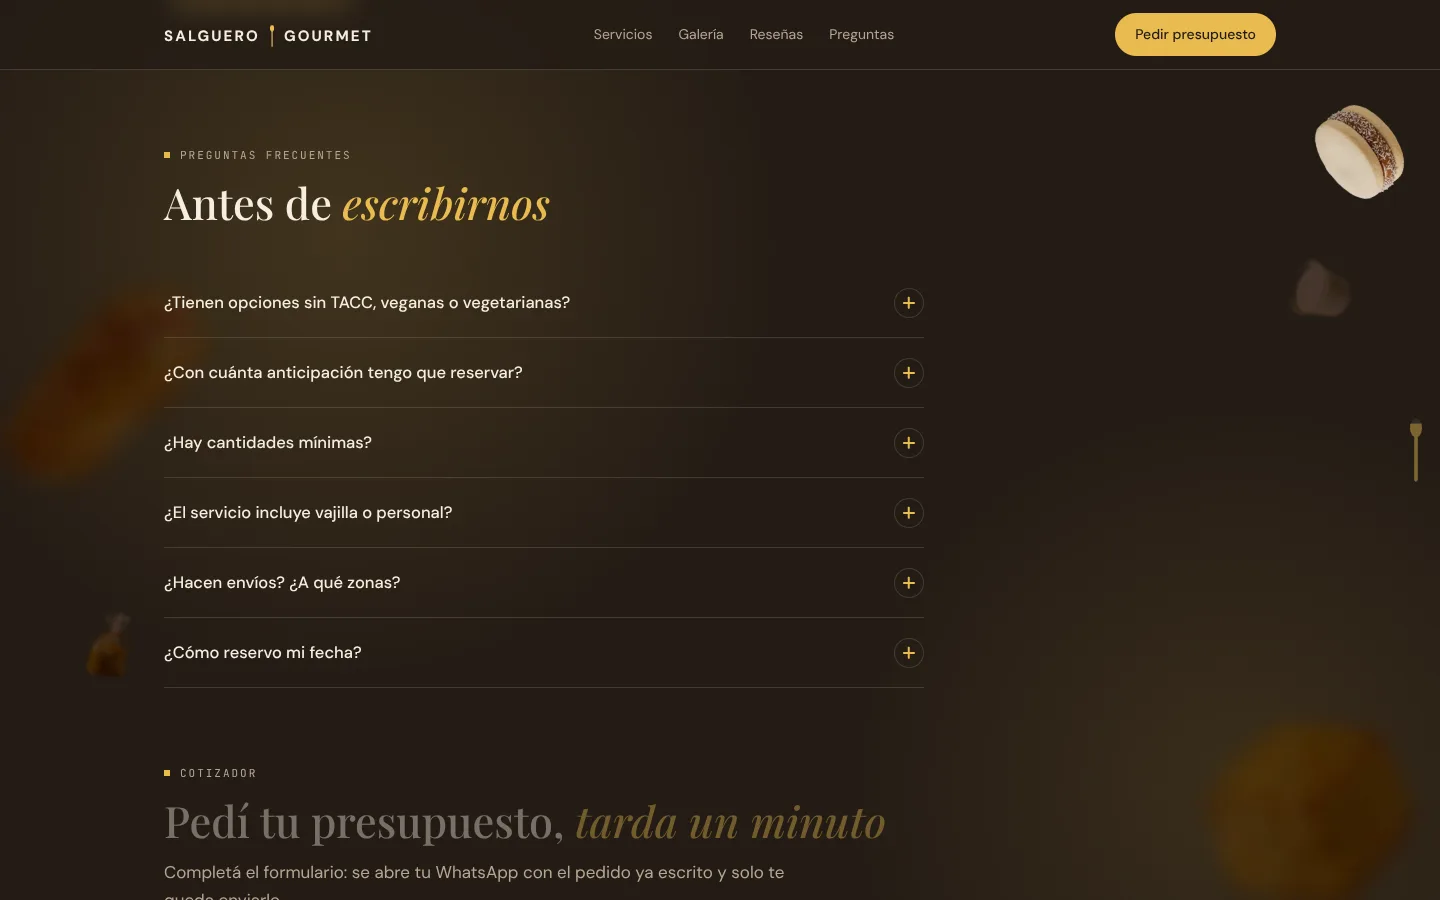 SALGUERO GOURMET
Servicios Galería Reseñas Preguntas
Pedir presupuesto
PREGUNTAS FRECUENTES
Antes de escribirnos
¿Tienen opciones sin TACC, veganas o vegetarianas?
¿Con cuánta anticipación tengo que reservar?
¿Hay cantidades mínimas?
¿El servicio incluye vajilla o personal?
¿Hacen envíos? ¿A qué zonas?
¿Cómo reservo mi fecha?
COTIZADOR
Pedí tu presupuesto, tarda un minuto
Completá el formulario: se abre tu WhatsApp con el pedido ya escrito y solo te
queda enviarlo